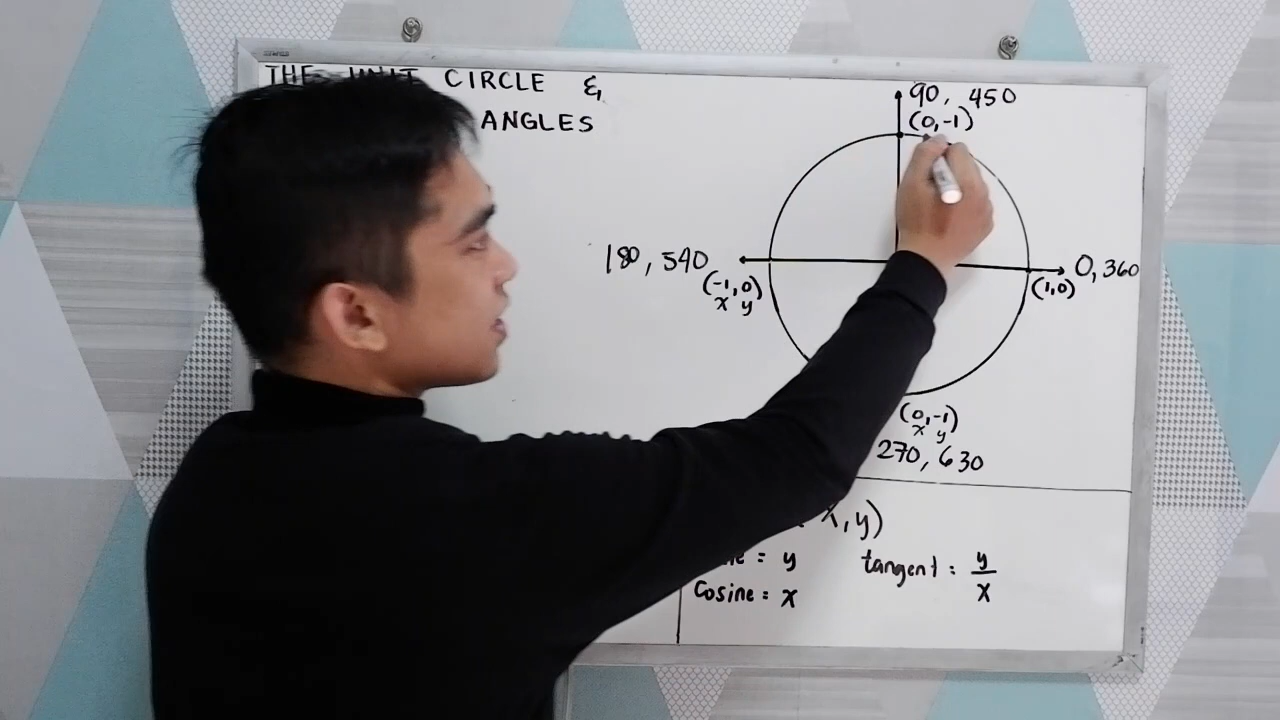 THE UNIT CIRCLE &
ANGLES
90, 450
(0,-1)
180, 540
(-1,0)
x y
0,360
(1,0)
(0,-1)
x y
270, 630
x,y)
= y
Cosine = x
tangent = y
x